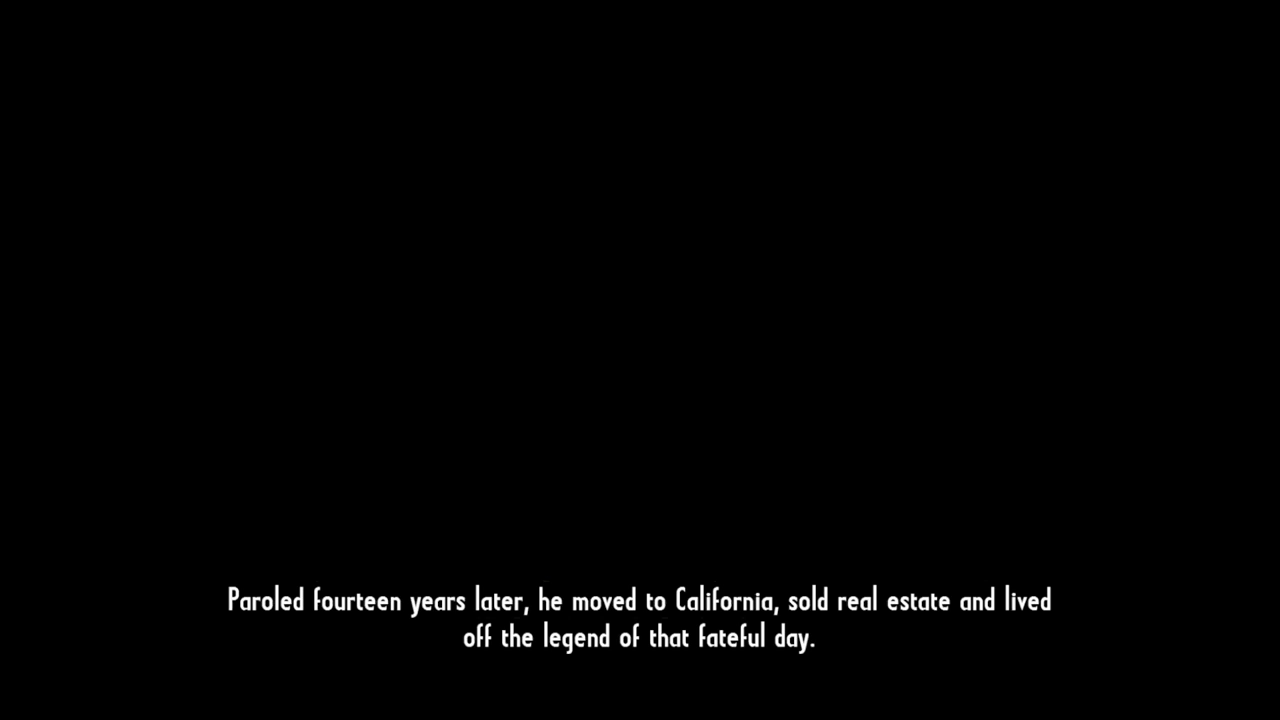 Paroled fourteen years later, he moved to California, sold real estate and lived
off the legend of that fateful day.